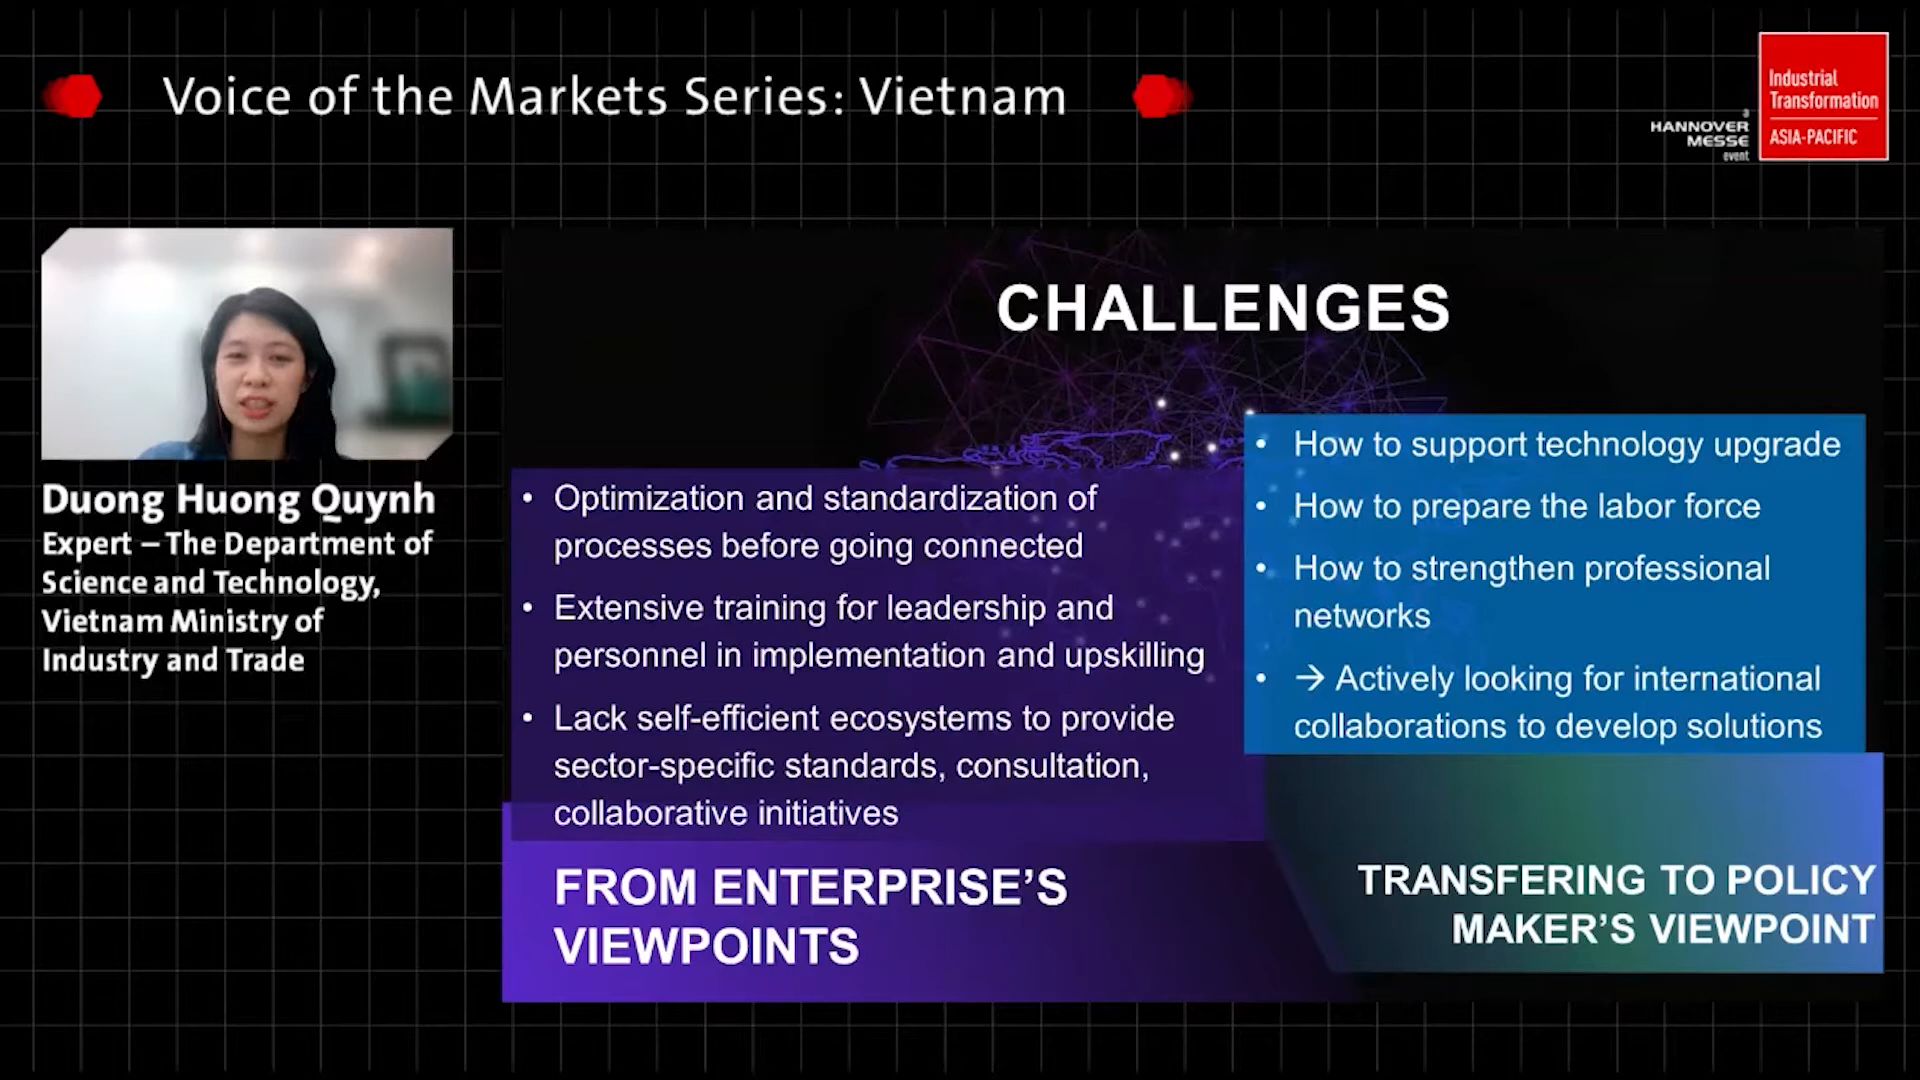 Voice of the Markets Series: Vietnam
a
HANNOVER
MESSE
event
Industrial
Transformation
ASIA-PACIFIC
Duong Huong Quynh
Expert – The Department of
Science and Technology,
Vietnam Ministry of
Industry and Trade
CHALLENGES
• Optimization and standardization of
processes before going connected
• Extensive training for leadership and
personnel in implementation and upskilling
• Lack self-efficient ecosystems to provide
sector-specific standards, consultation,
collaborative initiatives
FROM ENTERPRISE’S
VIEWPOINTS
• How to support technology upgrade
• How to prepare the labor force
• How to strengthen professional
networks
• → Actively looking for international
collaborations to develop solutions
TRANSFERING TO POLICY
MAKER’S VIEWPOINT